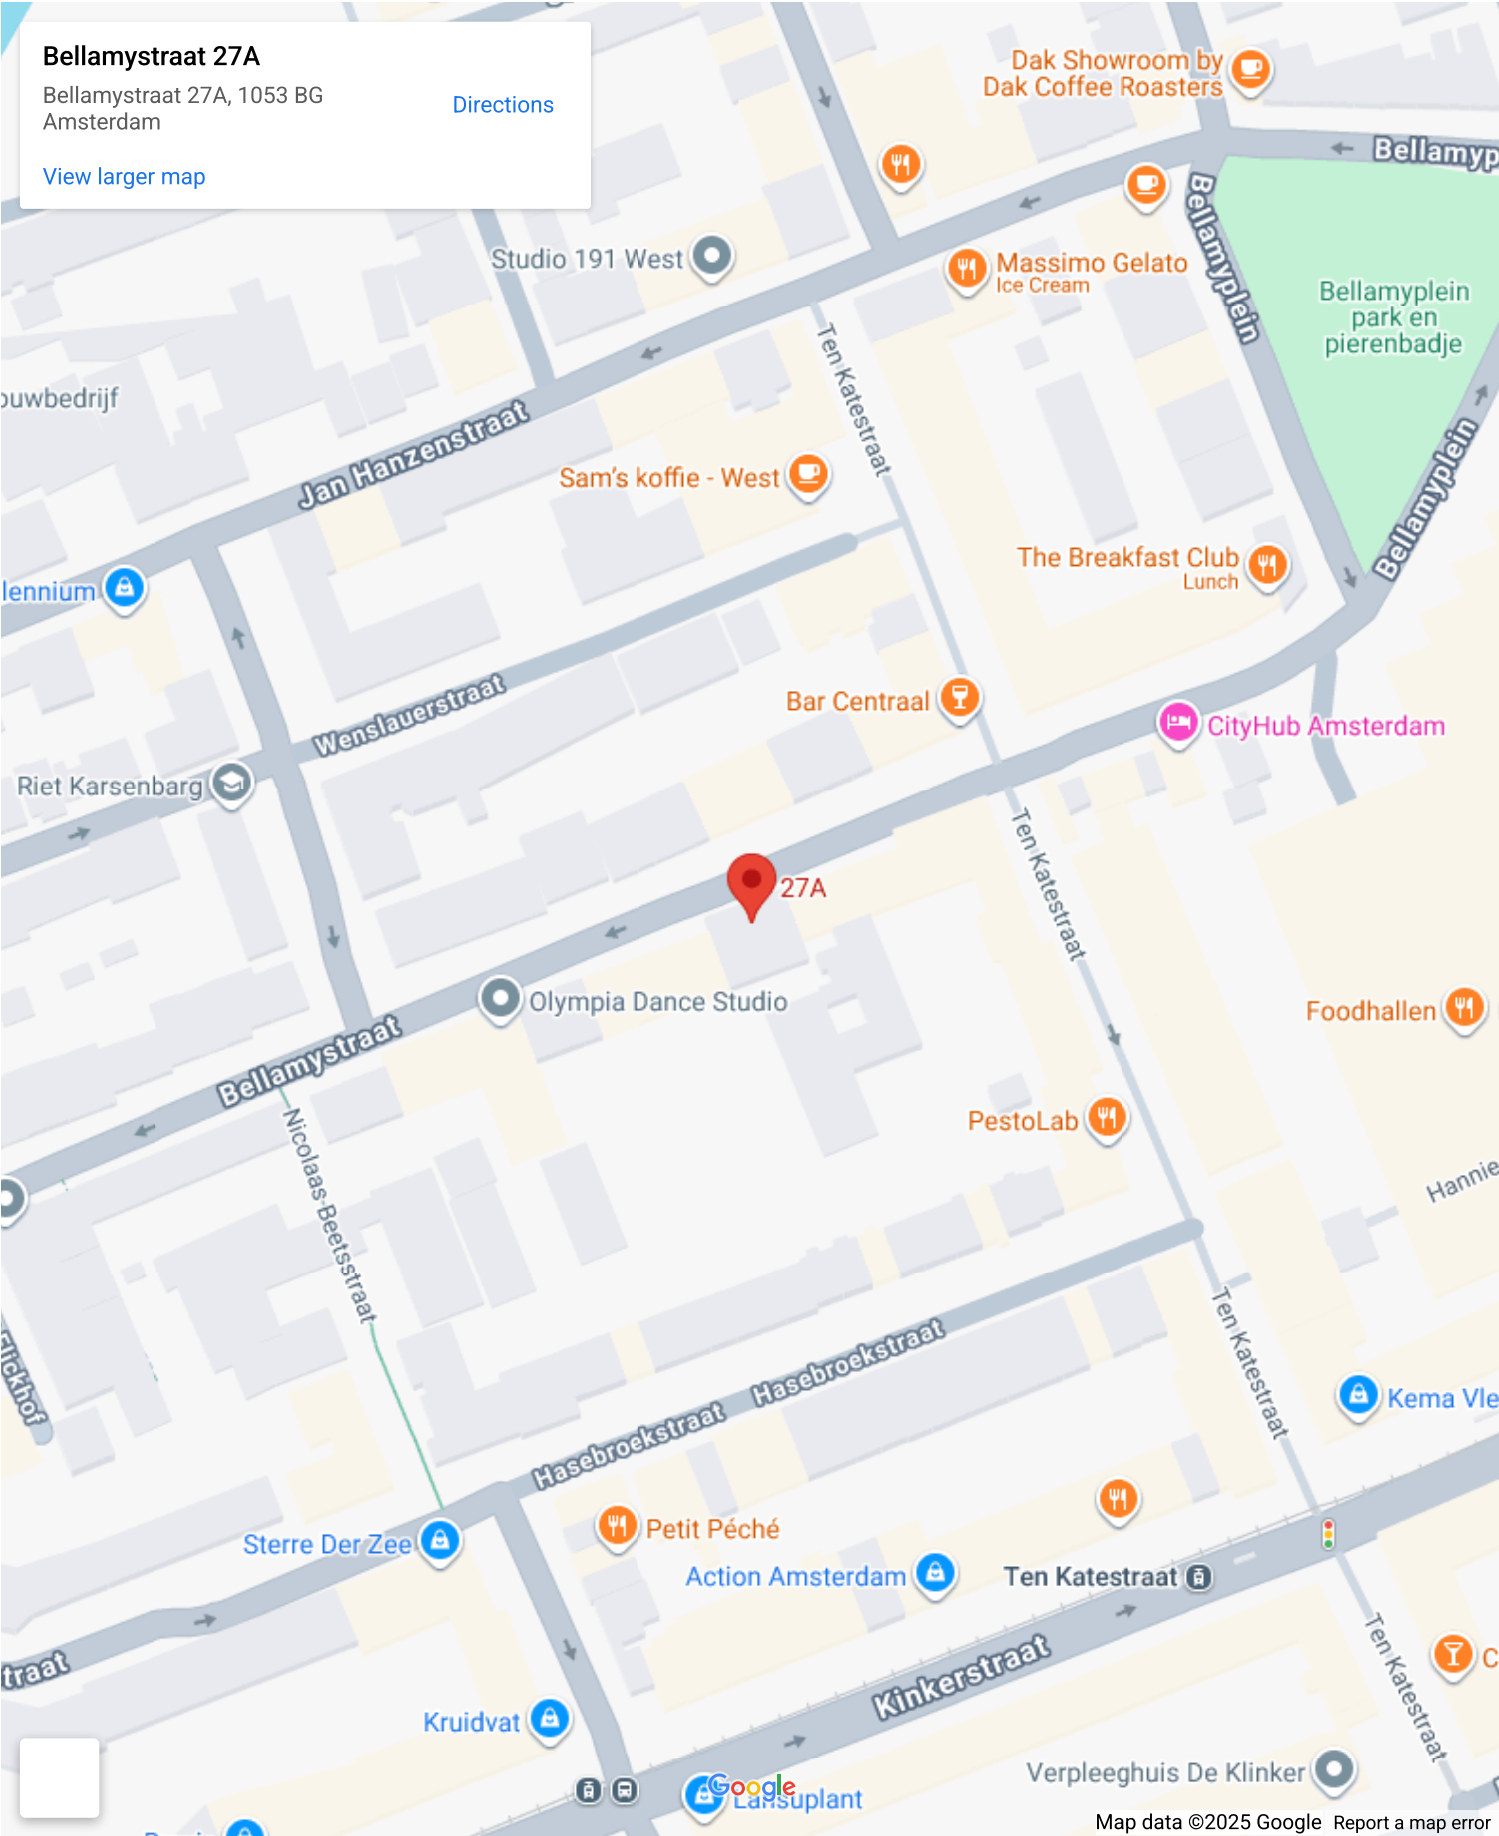 Bellamystraat 27A
Bellamystraat 27A, 1053 BG
Amsterdam
Directions
View larger map
Dak Showroom by
Dak Coffee Roasters
Bellamyp
Bellamyplein
Studio 191 West
Massimo Gelato
Ice Cream
Bellamyplein
park en
pierenbadje
Ten Katestraat
ouwbedrijf
Jan Hanzenstraat
Sam's koffie - West
Bellamyplein
The Breakfast Club
Lunch
lennium
Wenslauerstraat
Bar Centraal
CityHub Amsterdam
Riet Karsenbarg
Ten Katestraat
27A
Olympia Dance Studio
Foodhallen
Bellamystraat
PestoLab
Nicolaas-Beetsstraat
Hannie
Ten Katestraat
Hasebroekstraat
Hasebroekstraat
Flickhof
Kema Vle
Petit Péché
Sterre Der Zee
Action Amsterdam
Ten Katestraat
Ten Katestraat
traat
C
Kinkerstraat
Kruidvat
Verpleeghuis De Klinker
Google
Lansuplant
Map data ©2025 Google
Report a map error